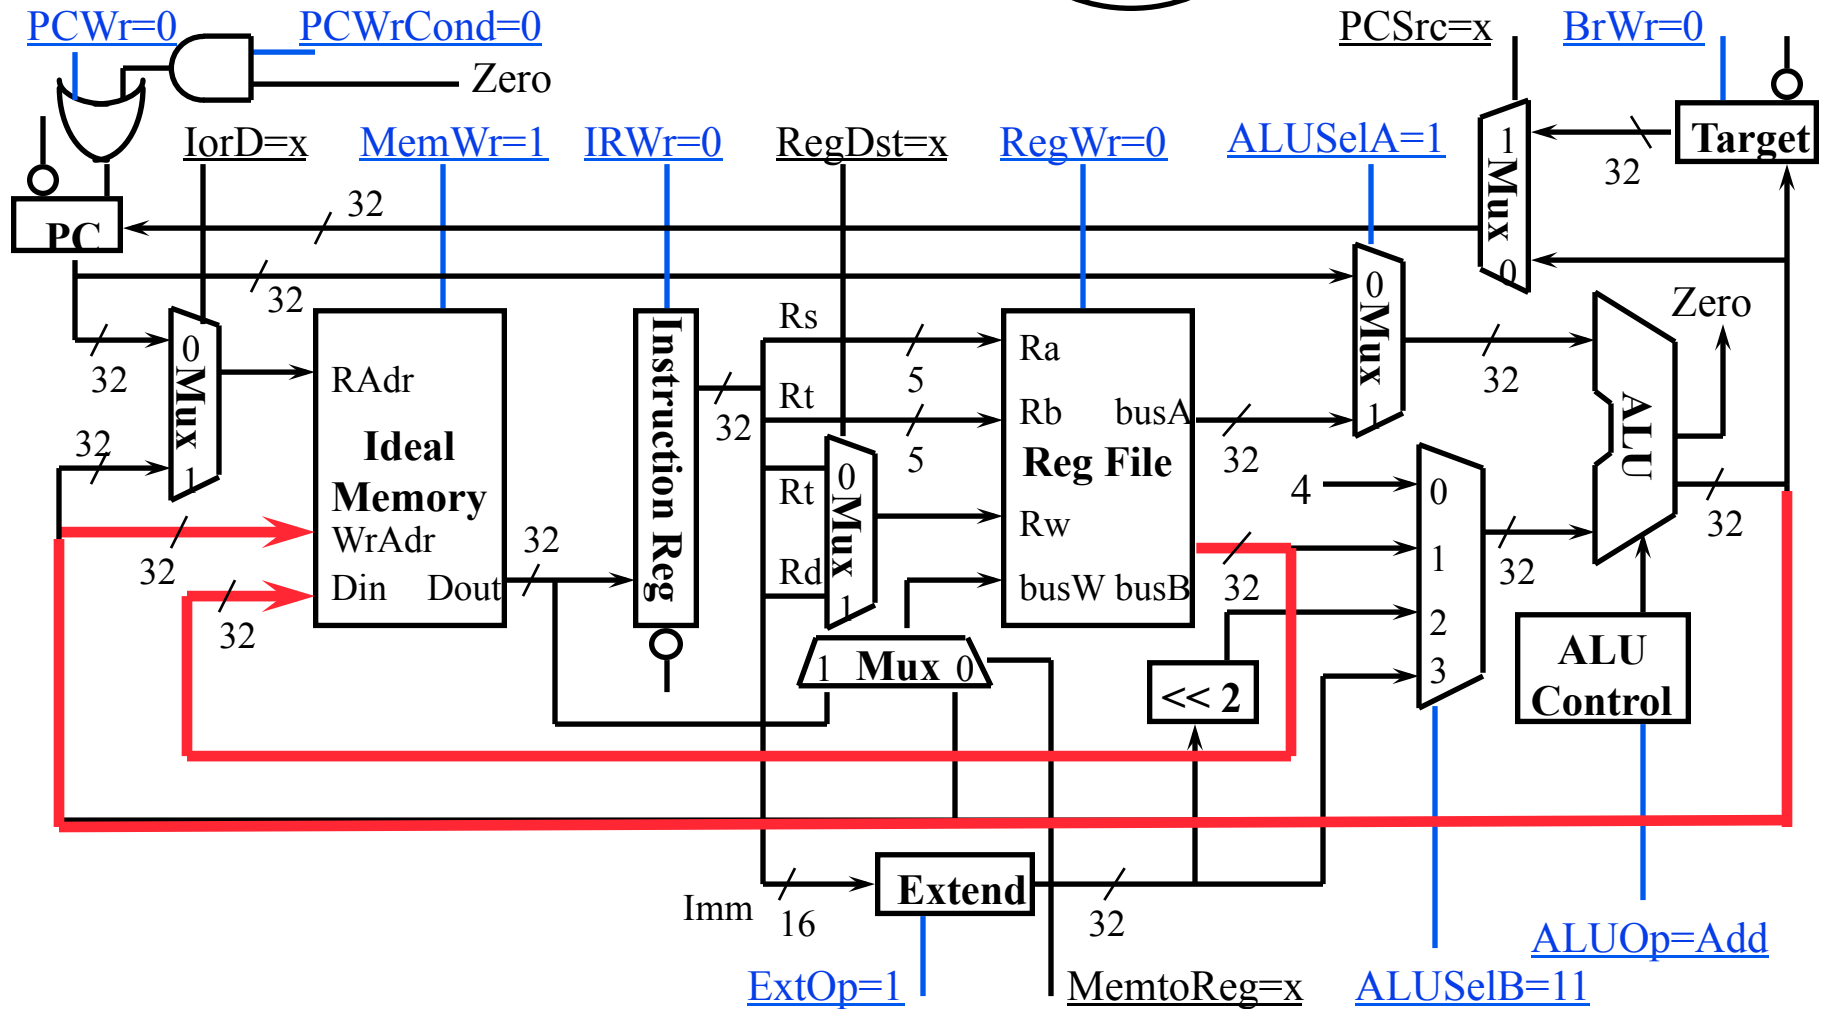 PCWr=0 PCWrCond=0 PCSrc=x BrWr=0
Zero
IorD=x MemWr=1 IRWr=0 RegDst=x RegWr=0 ALUSelA=1
1 Mux 0
Target
32
32
PC
32
0 Mux 1
32
32
RAdr
Ideal
Memory
WrAdr
Din Dout
32
32
32
Instruction Reg
32
Rs
5
Rt
5
Rt
Rd
0 Mux 1
Ra
Rb busA
Reg File
Rw
busW busB
32
32
0 Mux 1
32
4
0
1
2
3
32
Zero
ALU
32
1 Mux 0
<< 2
ALU
Control
Imm
16
Extend
32
ALUOp=Add
ExtOp=1 MemtoReg=x ALUSelB=11